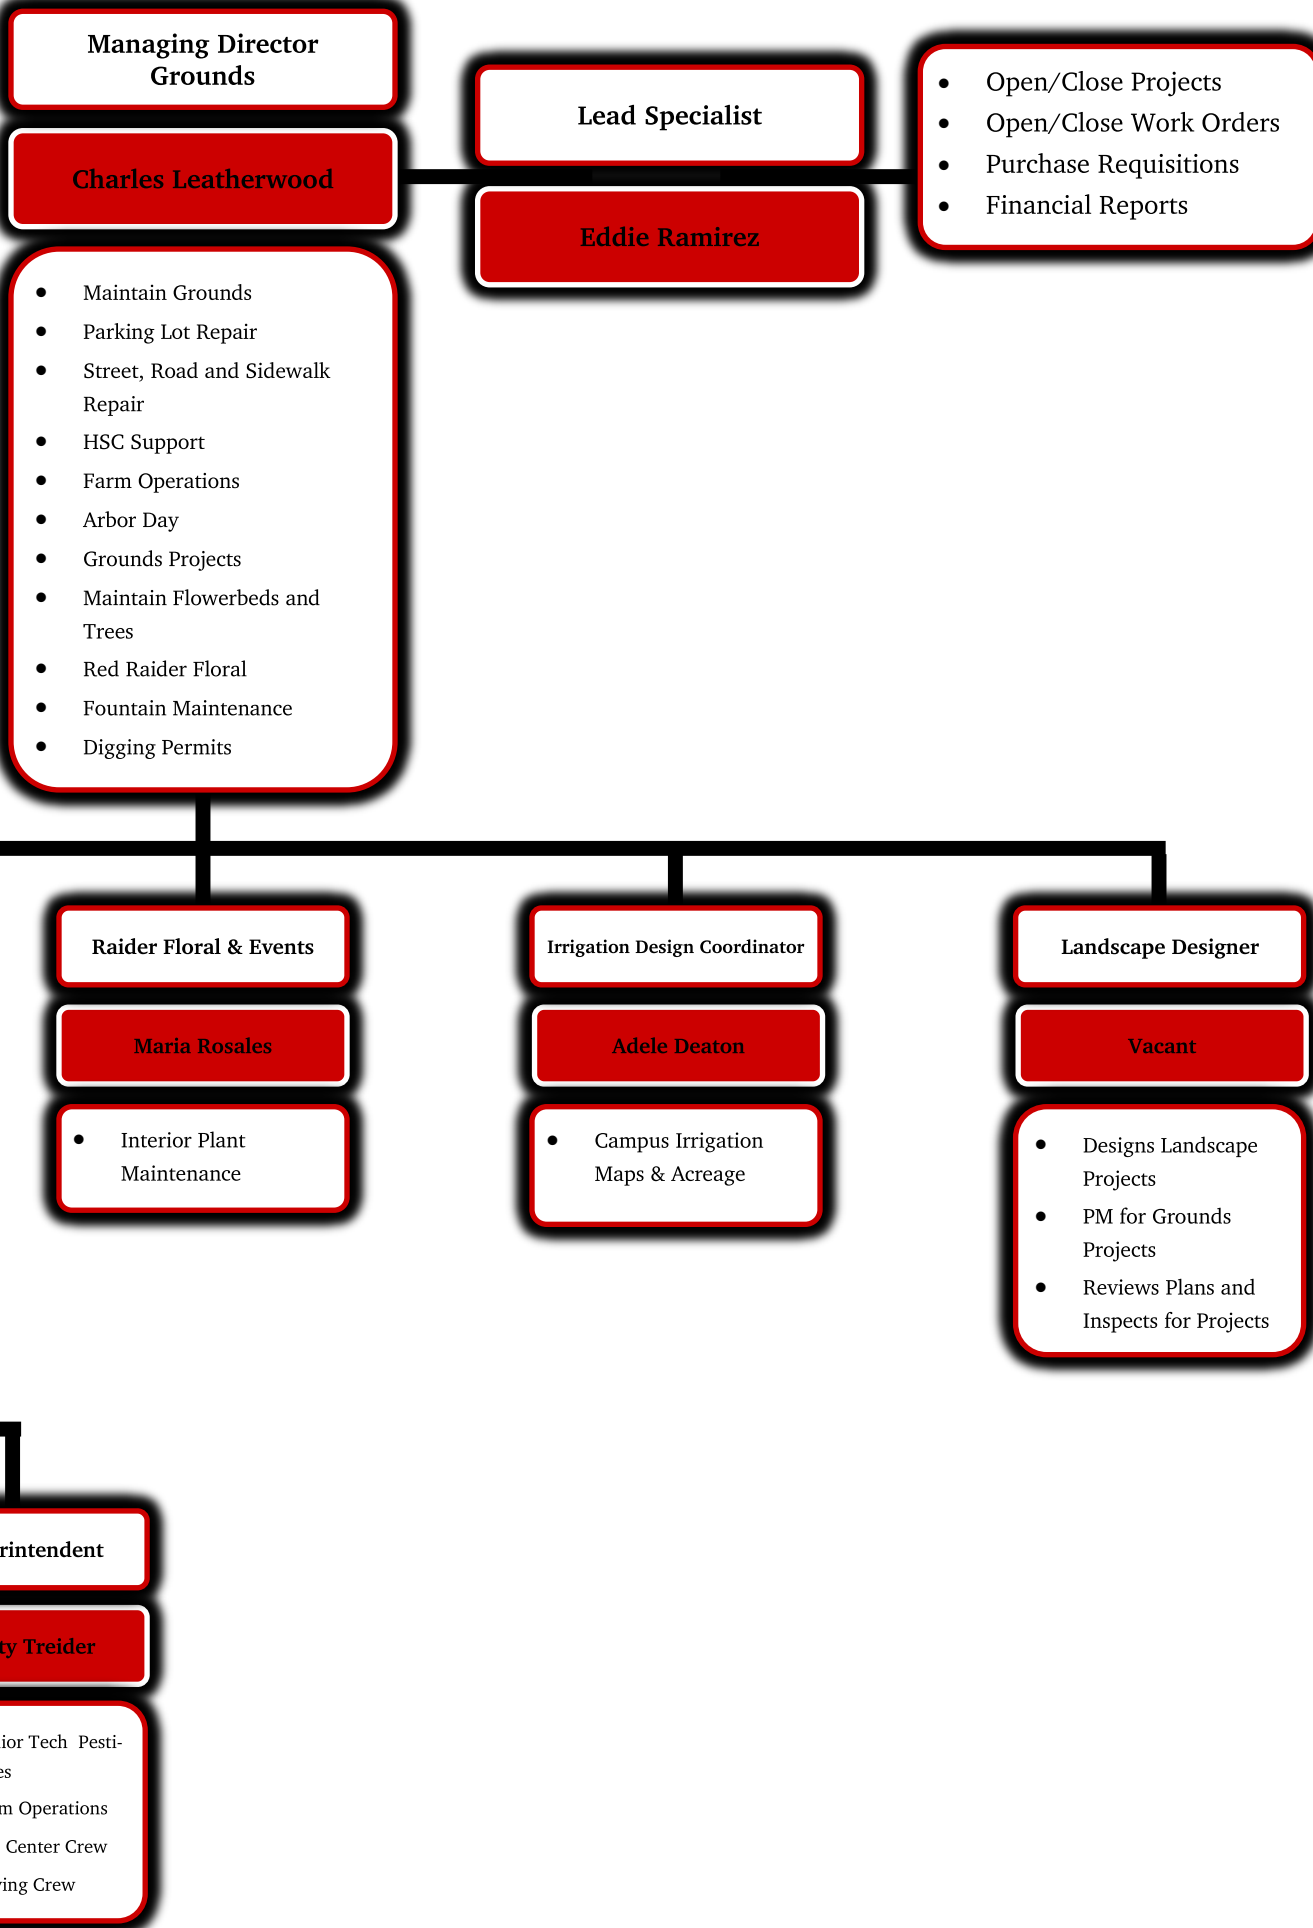 Managing Director
Grounds
Charles Leatherwood
Lead Specialist
Eddie Ramirez
• Open/Close Projects
• Open/Close Work Orders
• Purchase Requisitions
• Financial Reports
• Maintain Grounds
• Parking Lot Repair
• Street, Road and Sidewalk
Repair
• HSC Support
• Farm Operations
• Arbor Day
• Grounds Projects
• Maintain Flowerbeds and
Trees
• Red Raider Floral
• Fountain Maintenance
• Digging Permits
Raider Floral & Events
Maria Rosales
• Interior Plant
Maintenance
Irrigation Design Coordinator
Adele Deaton
• Campus Irrigation
Maps & Acreage
Landscape Designer
Vacant
• Designs Landscape
Projects
• PM for Grounds
Projects
• Reviews Plans and
Inspects for Projects
Treider
Tech Pesti-
Operations
Center Crew
Crew